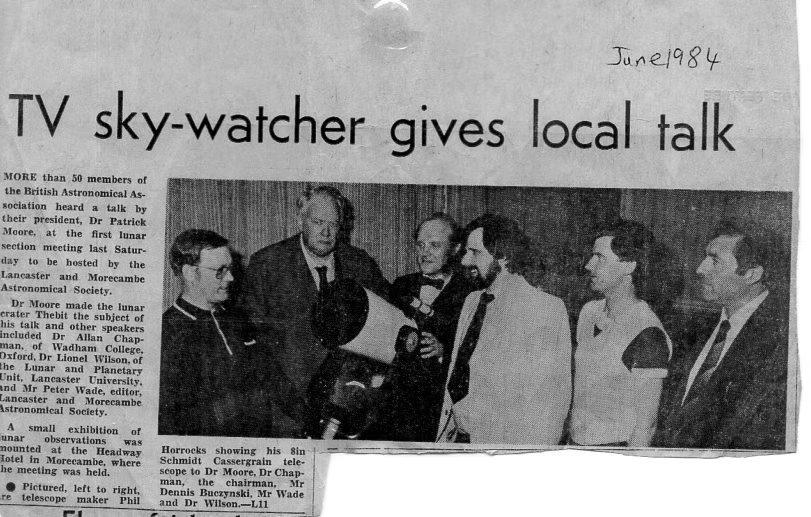 June 1984
TV sky-watcher gives local talk
MORE than 50 members of
the British Astronomical As-
sociation heard a talk by
their president, Dr Patrick
Moore, at the first lunar
section meeting last Satur-
day to be hosted by the
Lancaster and Morecambe
Astronomical Society.
Dr Moore made the lunar
crater Thebit the subject of
his talk and other speakers
included Dr Allan Chap-
man, of Wadham College,
Oxford, Dr Lionel Wilson, of
the Lunar and Planetary
Unit, Lancaster University,
and Mr Peter Wade, editor,
Lancaster and Morecambe
Astronomical Society.
A small exhibition of
unar observations was
mounted at the Headway
Hotel in Morecambe, where
he meeting was held.
● Pictured, left to right,
re telescope maker Phil
Horrocks showing his 8in
Schmidt Cassergrain tele-
scope to Dr Moore, Dr Chap-
man, the chairman, Mr
Dennis Buczynski, Mr Wade
and Dr Wilson.—L11